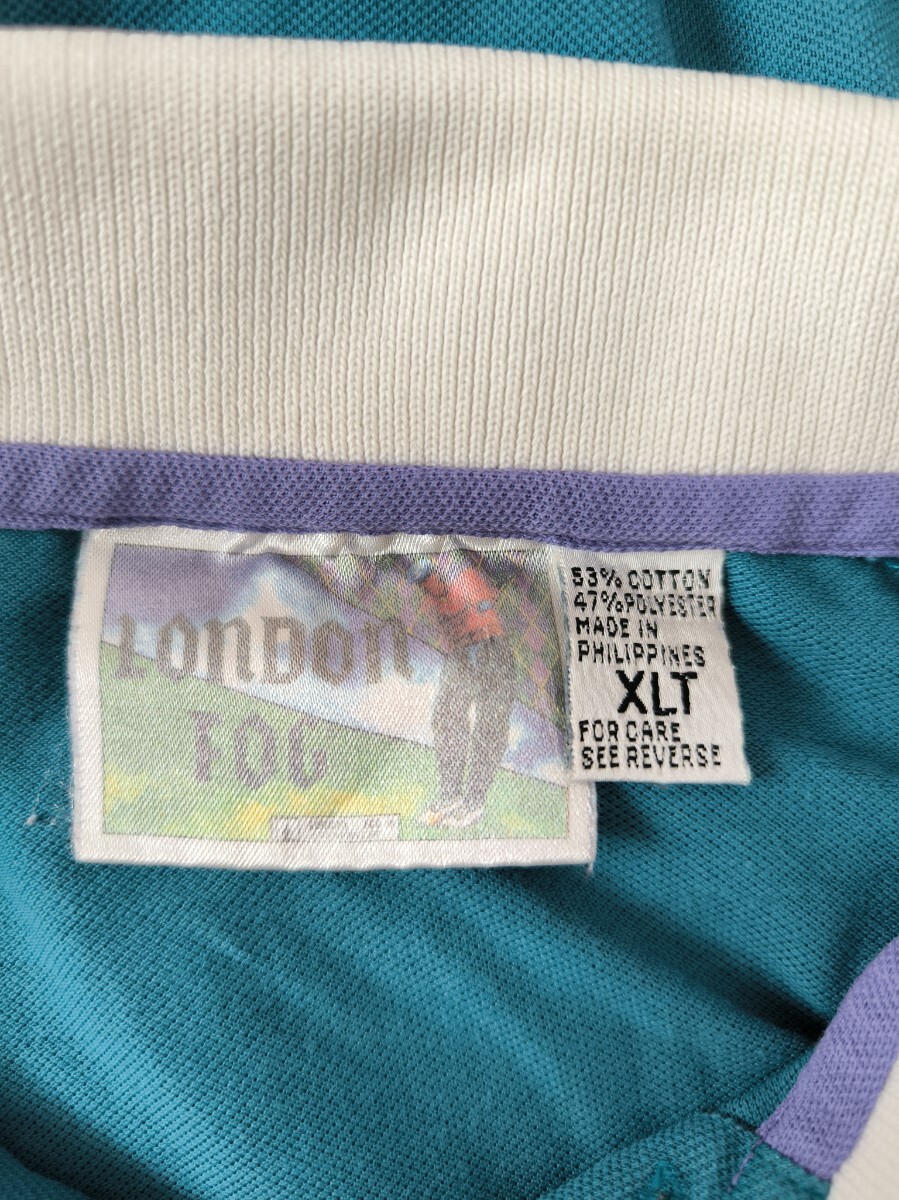 LONDON
FOG
53% COTTON
47% POLYESTER
MADE IN
PHILIPPINES
XLT
FOR CARE
SEE REVERSE